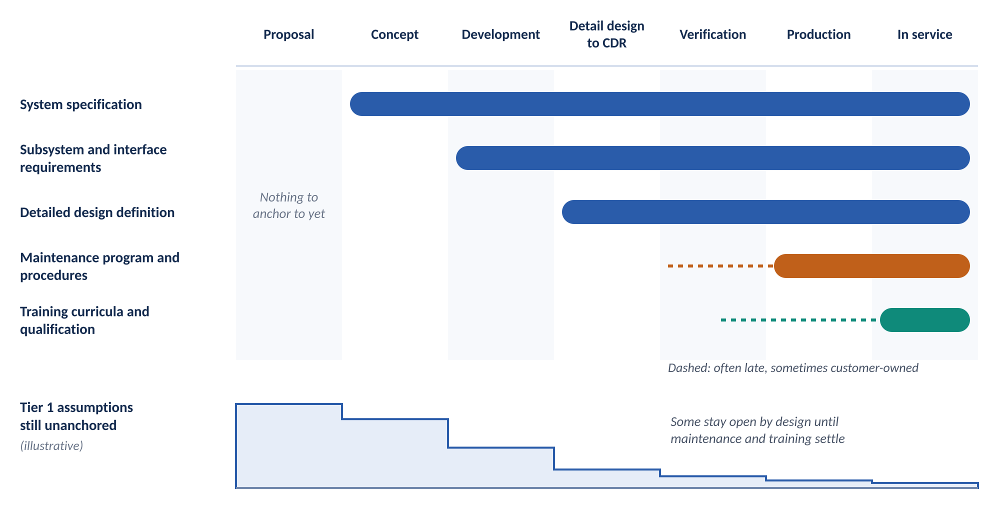 Proposal
Concept
Development
Detail design
to CDR
Verification
Production
In service
System specification
Subsystem and interface
requirements
Nothing to
anchor to yet
Detailed design definition
Maintenance program and
procedures
Training curricula and
qualification
Dashed: often late, sometimes customer-owned
Tier 1 assumptions
still unanchored
(illustrative)
Some stay open by design until
maintenance and training settle